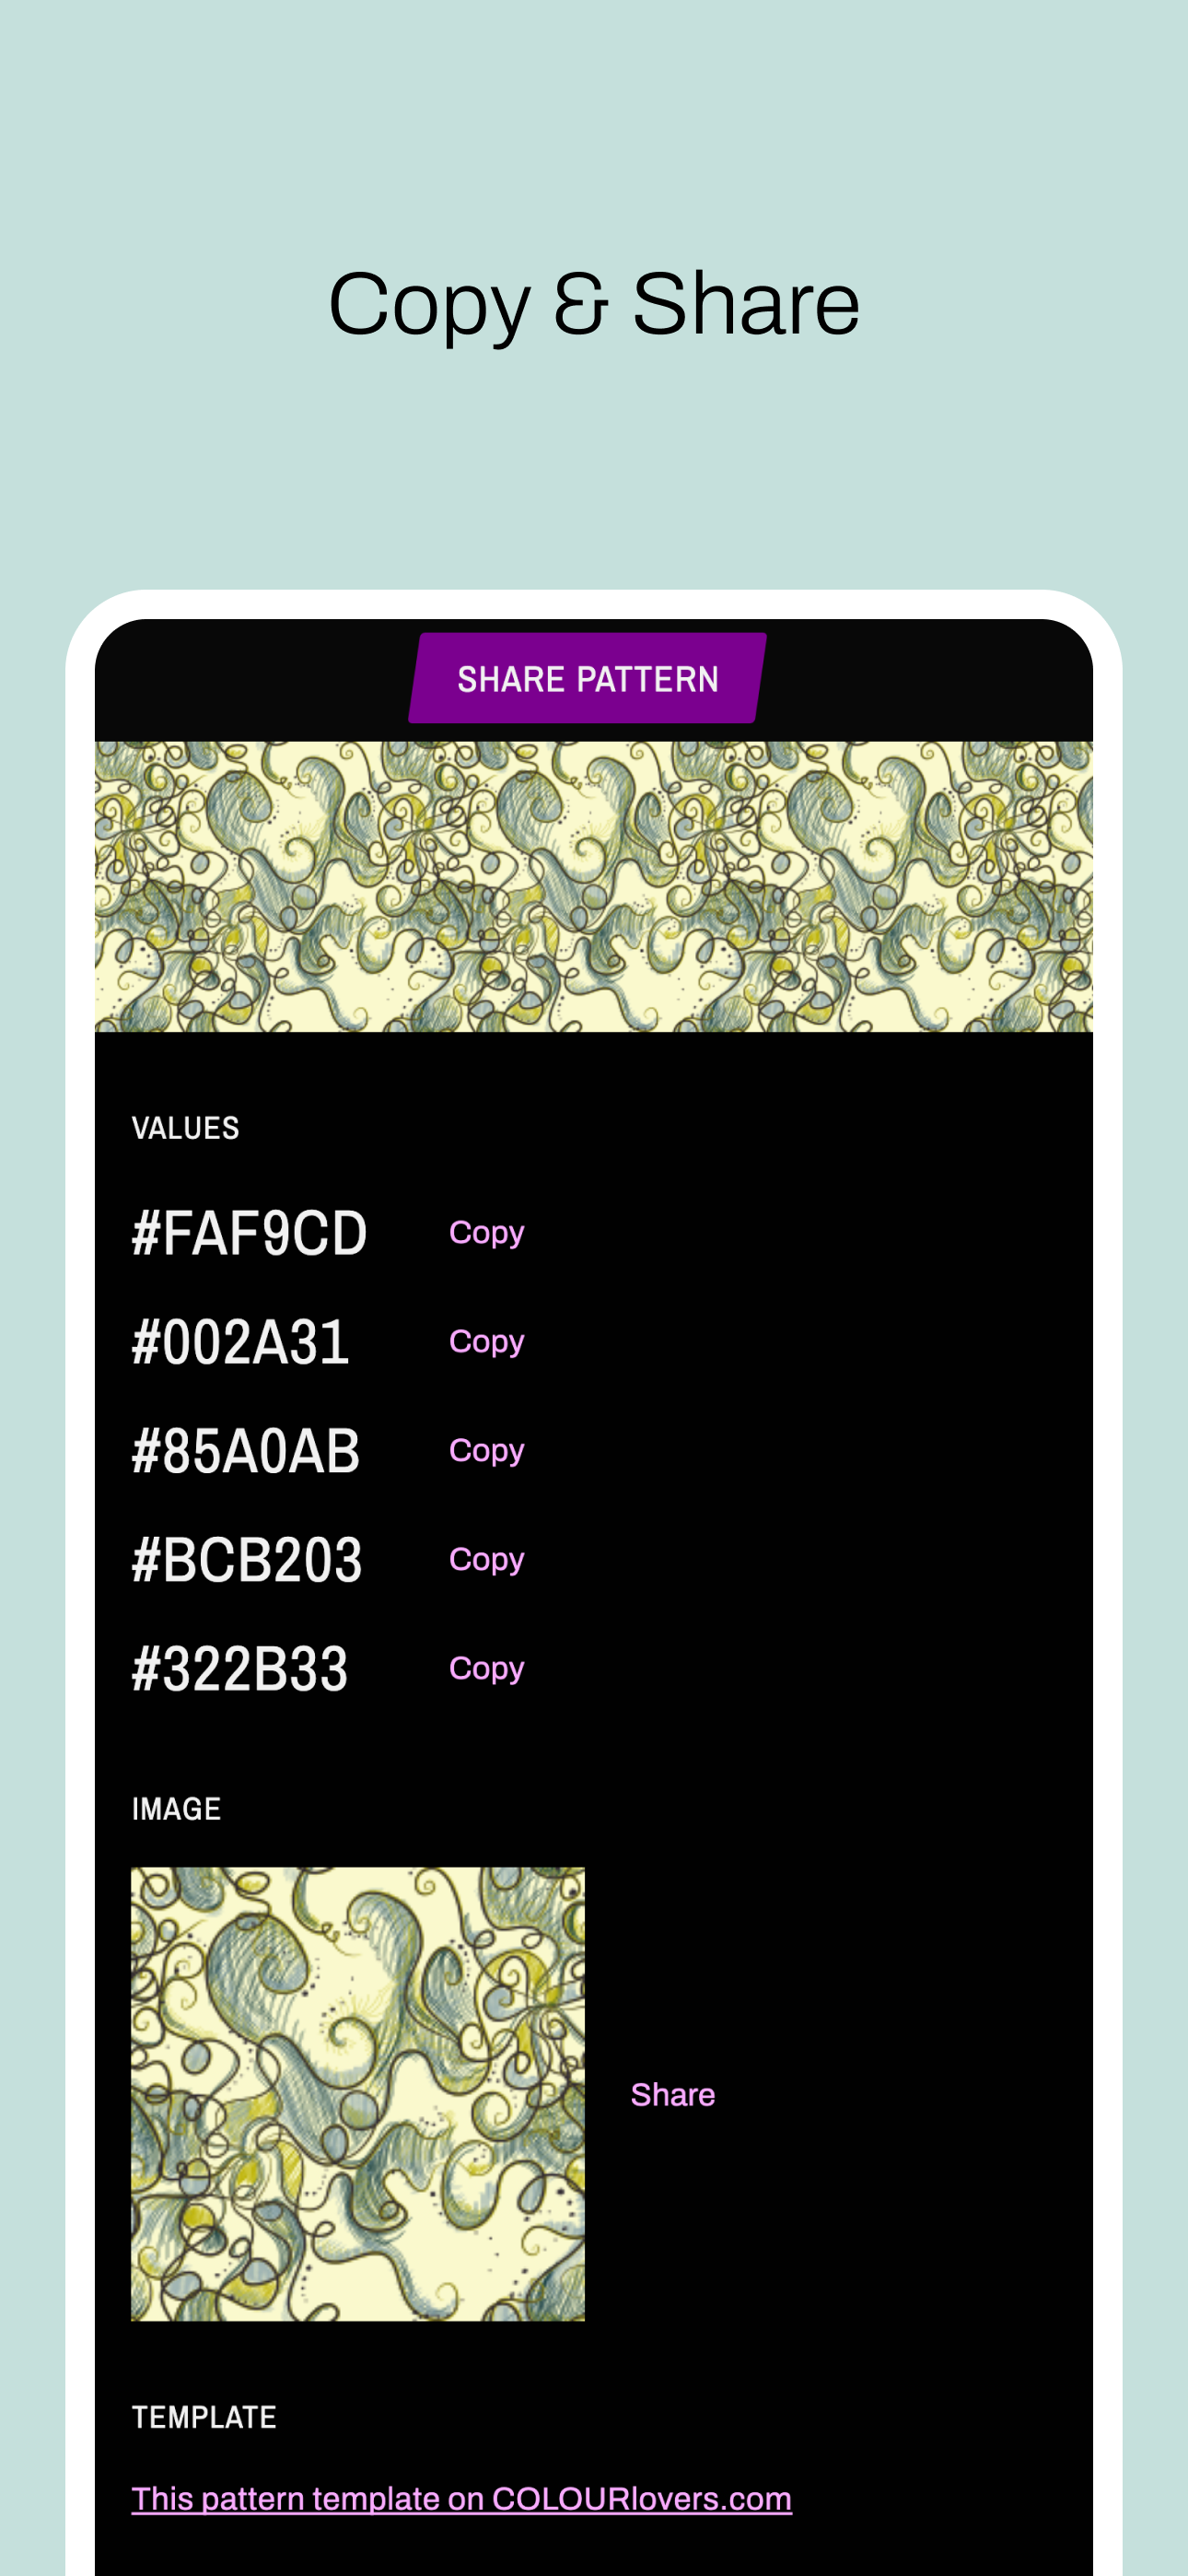 Copy & Share
SHARE PATTERN
VALUES
#FAF9CD Copy
#002A31 Copy
#85A0AB Copy
#BCB203 Copy
#322B33 Copy
IMAGE
Share
TEMPLATE
This pattern template on COLOURlovers.com